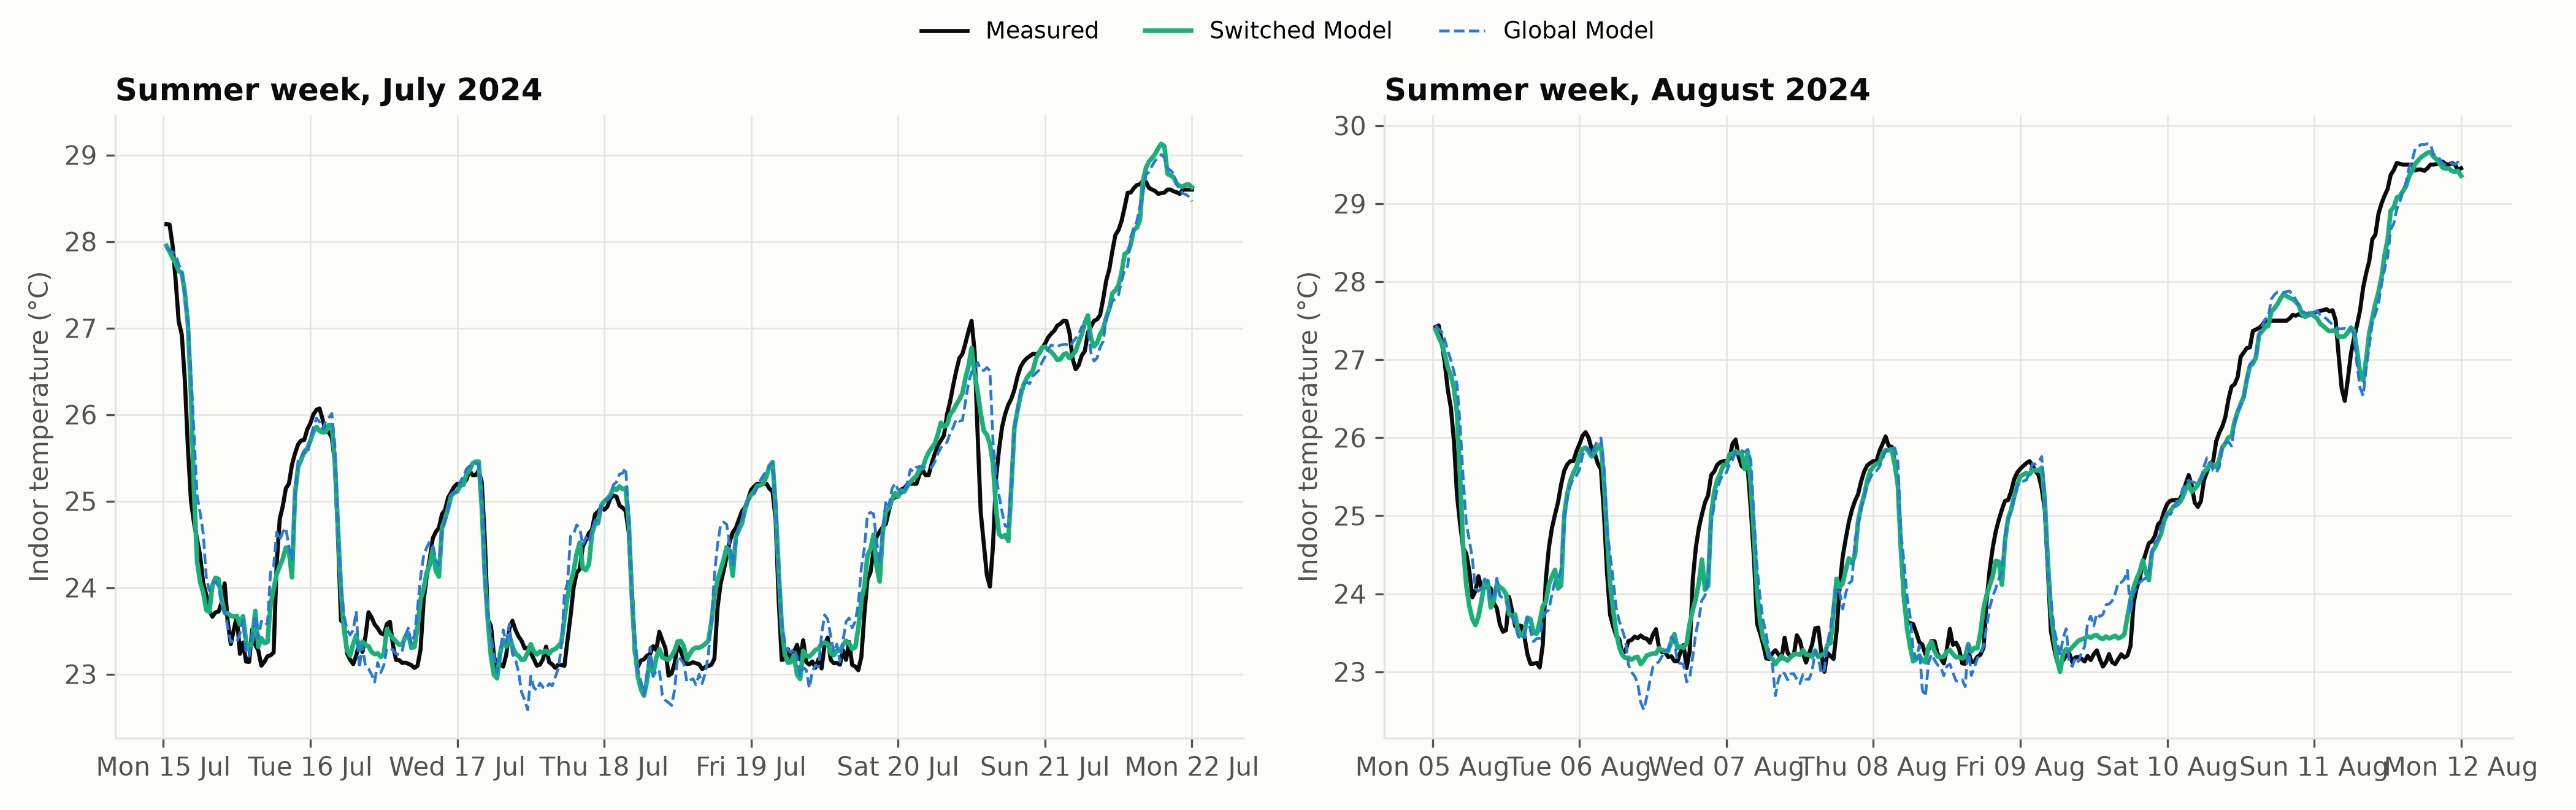 Measured Switched Model Global Model
Summer week, July 2024
Indoor temperature (°C)
29
28
27
26
25
24
23
Mon 15 Jul Tue 16 Jul Wed 17 Jul Thu 18 Jul Fri 19 Jul Sat 20 Jul Sun 21 Jul Mon 22 Jul
Summer week, August 2024
Indoor temperature (°C)
30
29
28
27
26
25
24
23
Mon 05 Aug Tue 06 Aug Wed 07 Aug Thu 08 Aug Fri 09 Aug Sat 10 Aug Sun 11 Aug Mon 12 Aug